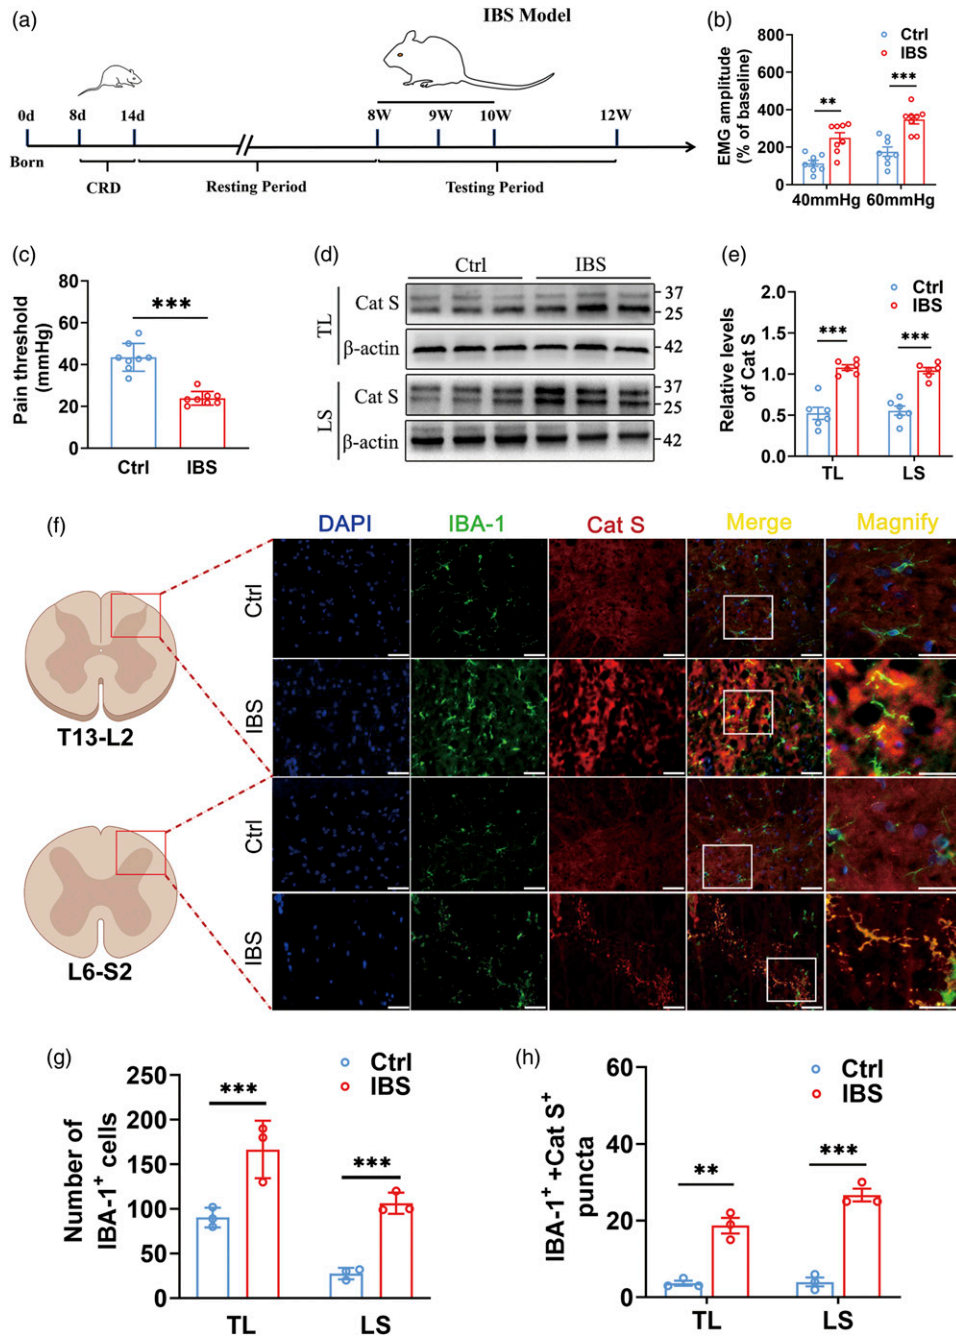 (a)
IBS Model
0d 8d 14d 8W 9W 10W 12W
Born
CRD Resting Period Testing Period
(b)
Ctrl
IBS
EMG amplitude
(% of baseline)
800
600
400
200
0
** ***
40mmHg 60mmHg
(c)
Pain threshold
(mmHg)
80
60
40
20
0
***
Ctrl IBS
(d)
Ctrl IBS
TL
Cat S
37
25
β-actin
42
LS
Cat S
37
25
β-actin
42
(e)
Ctrl
IBS
Relative levels
of Cat S
2.0
1.5
1.0
0.5
0.0
*** ***
TL LS
(f)
DAPI IBA-1 Cat S Merge Magnify
Ctrl
IBS
T13-L2
Ctrl
IBS
L6-S2
(g)
Ctrl
IBS
Number of
IBA-1+ cells
250
200
150
100
50
0
*** ***
TL LS
(h)
Ctrl
IBS
IBA-1+ +Cat S+
puncta
60
40
20
0
** ***
TL LS